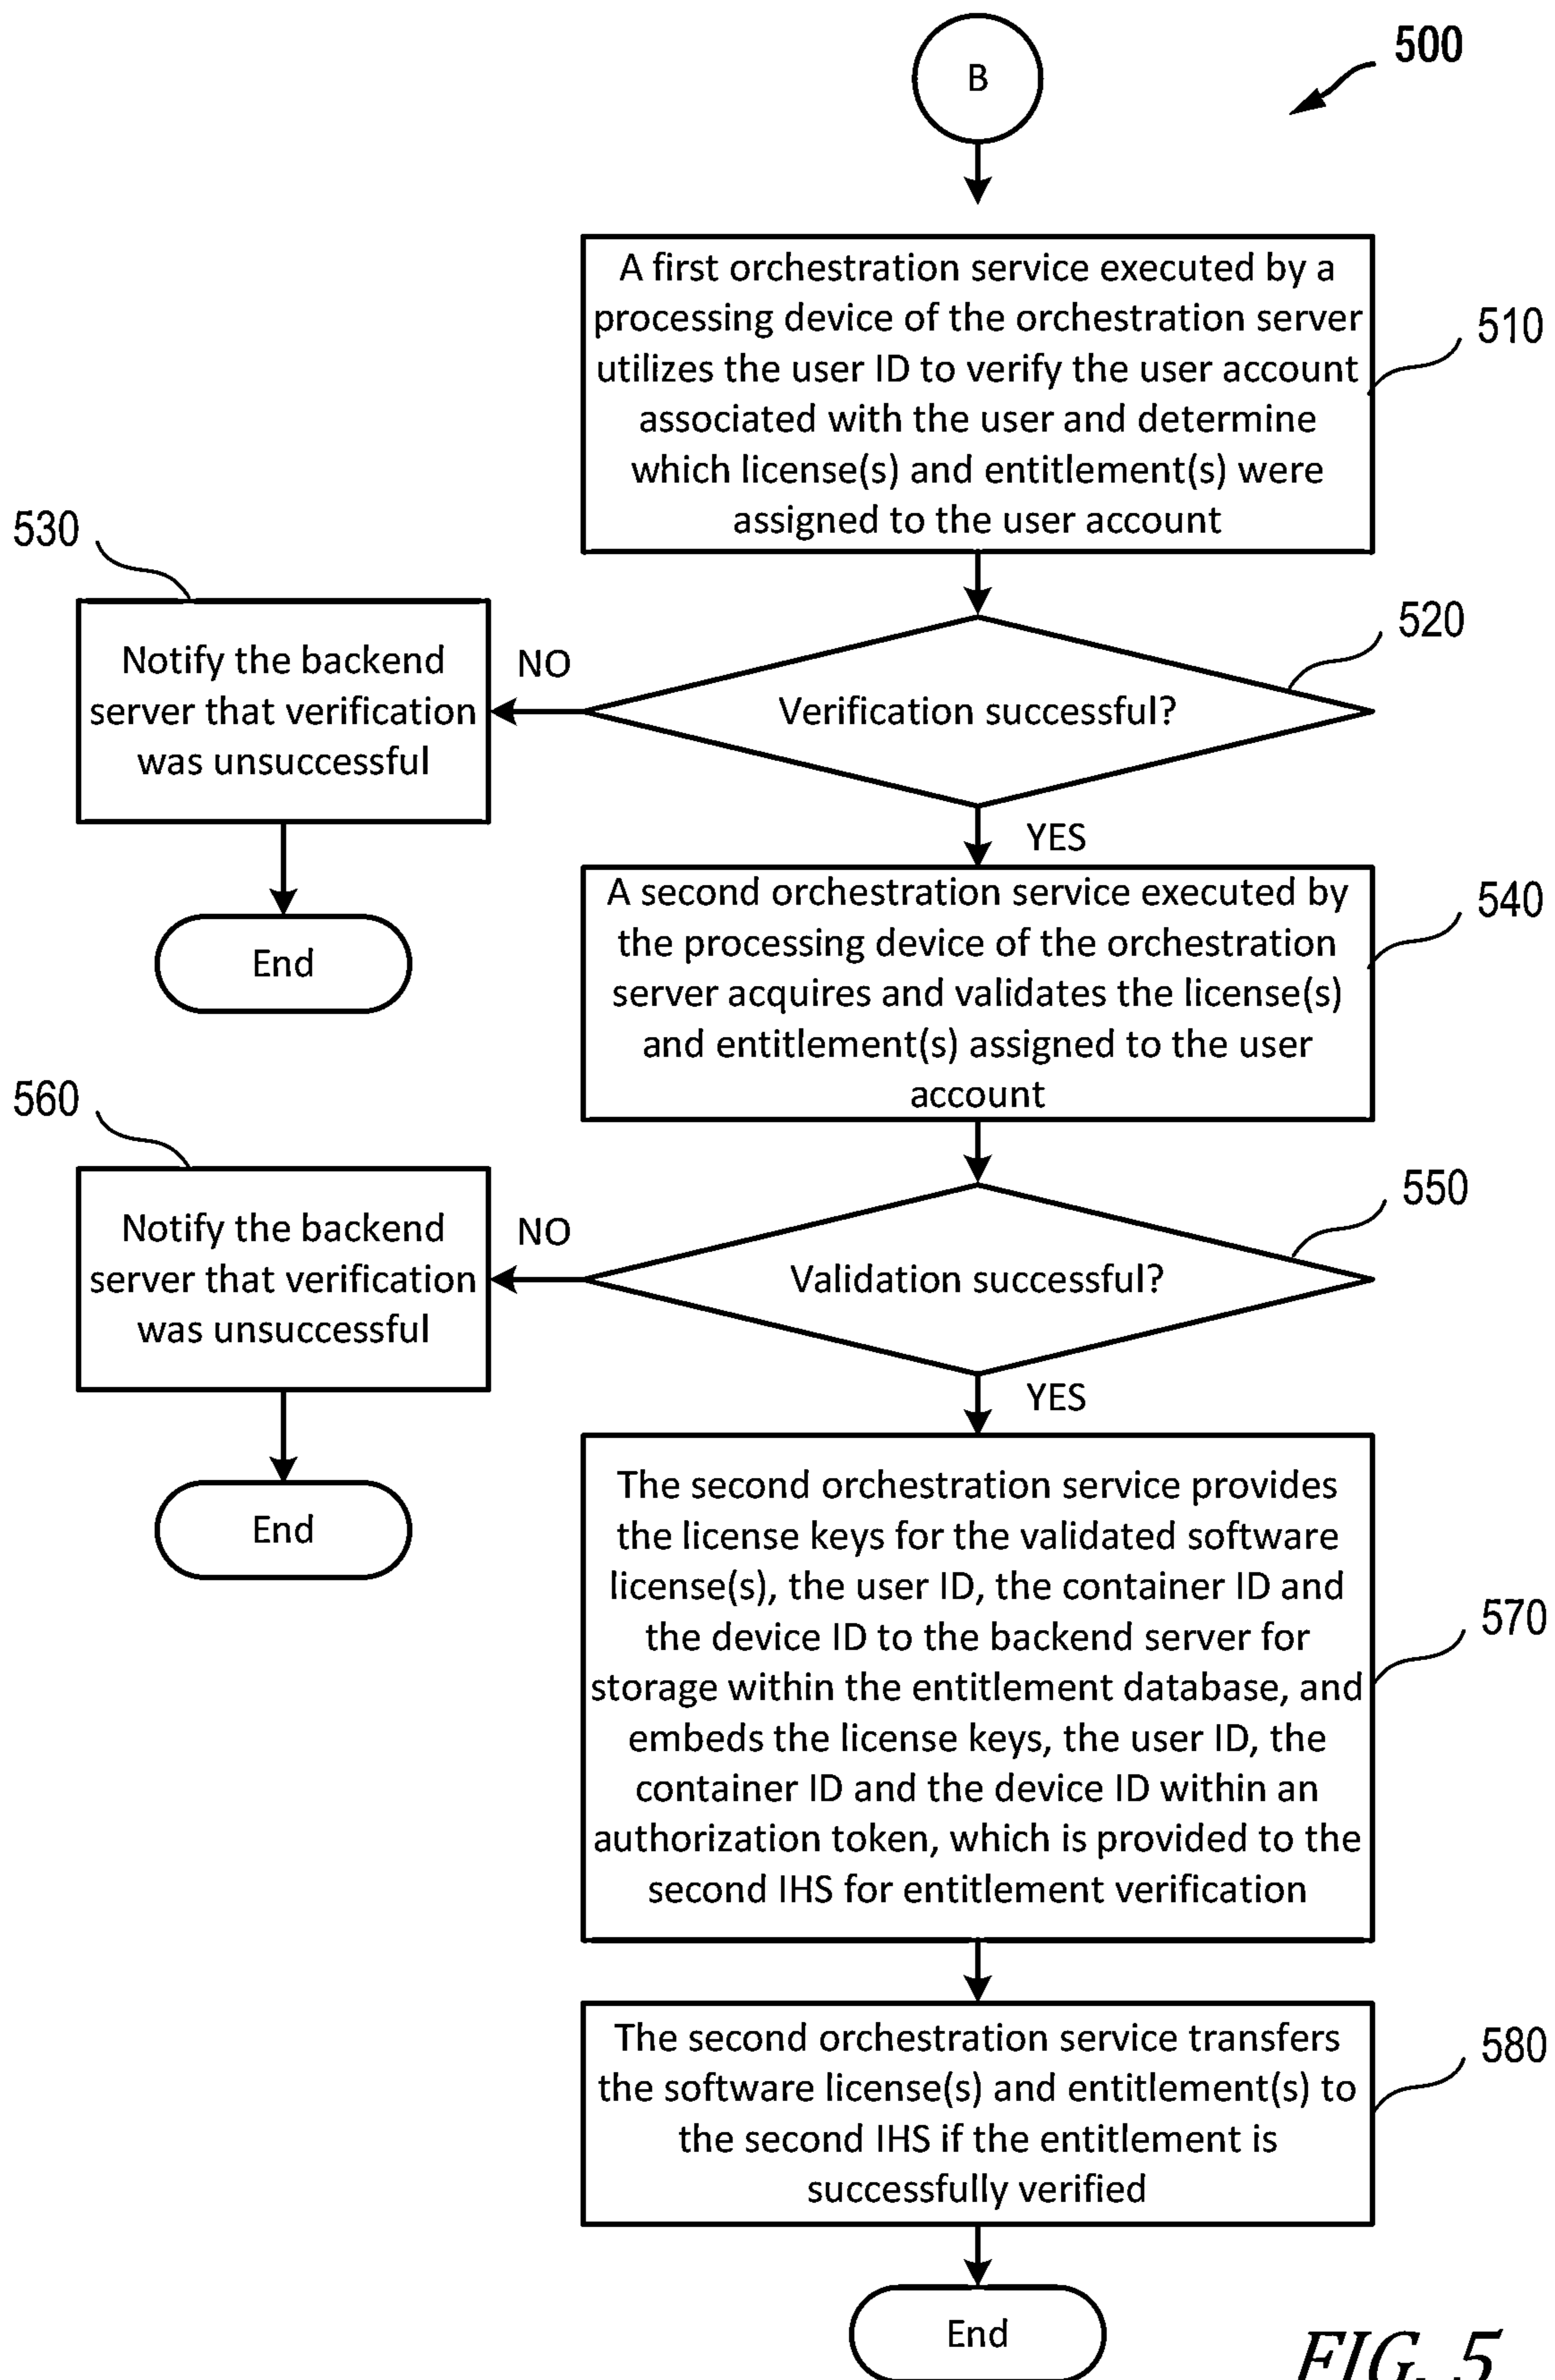 B
500
A first orchestration service executed by a
processing device of the orchestration server
utilizes the user ID to verify the user account
associated with the user and determine
which license(s) and entitlement(s) were
assigned to the user account
510
530
Notify the backend
server that verification
was unsuccessful
NO
Verification successful?
520
End
YES
A second orchestration service executed by
the processing device of the orchestration
server acquires and validates the license(s)
and entitlement(s) assigned to the user
account
540
560
Notify the backend
server that verification
was unsuccessful
NO
Validation successful?
550
End
YES
The second orchestration service provides
the license keys for the validated software
license(s), the user ID, the container ID and
the device ID to the backend server for
storage within the entitlement database, and
embeds the license keys, the user ID, the
container ID and the device ID within an
authorization token, which is provided to the
second IHS for entitlement verification
570
The second orchestration service transfers
the software license(s) and entitlement(s) to
the second IHS if the entitlement is
successfully verified
580
End
FIG. 5